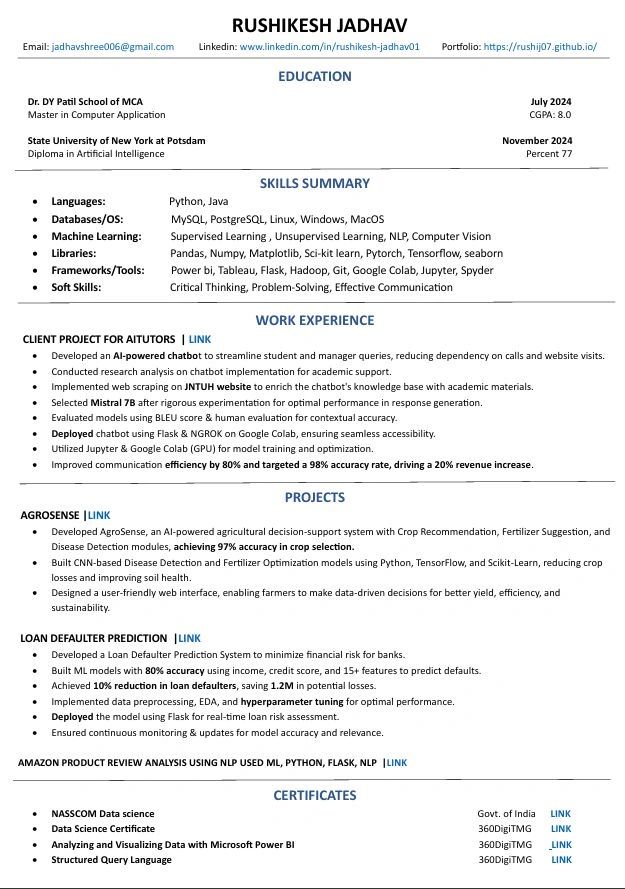 RUSHIKESH JADHAV
Email: jadhavshree006@gmail.com Linkedin: www.linkedin.com/in/rushikesh-jadhav01 Portfolio: https://rushij07.github.io/
EDUCATION
Dr. DY Patil School of MCA July 2024
Master in Computer Application CGPA: 8.0
State University of New York at Potsdam November 2024
Diploma in Artificial Intelligence Percent 77
SKILLS SUMMARY
• Languages: Python, Java
• Databases/OS: MySQL, PostgreSQL, Linux, Windows, MacOS
• Machine Learning: Supervised Learning , Unsupervised Learning, NLP, Computer Vision
• Libraries: Pandas, Numpy, Matplotlib, Sci-kit learn, Pytorch, Tensorflow, seaborn
• Frameworks/Tools: Power bi, Tableau, Flask, Hadoop, Git, Google Colab, Jupyter, Spyder
• Soft Skills: Critical Thinking, Problem-Solving, Effective Communication
WORK EXPERIENCE
CLIENT PROJECT FOR AITUTORS | LINK
• Developed an AI-powered chatbot to streamline student and manager queries, reducing dependency on calls and website visits.
• Conducted research analysis on chatbot implementation for academic support.
• Implemented web scraping on JNTUH website to enrich the chatbot's knowledge base with academic materials.
• Selected Mistral 7B after rigorous experimentation for optimal performance in response generation.
• Evaluated models using BLEU score & human evaluation for contextual accuracy.
• Deployed chatbot using Flask & NGROK on Google Colab, ensuring seamless accessibility.
• Utilized Jupyter & Google Colab (GPU) for model training and optimization.
• Improved communication efficiency by 80% and targeted a 98% accuracy rate, driving a 20% revenue increase.
PROJECTS
AGROSENSE |LINK
• Developed AgroSense, an AI-powered agricultural decision-support system with Crop Recommendation, Fertilizer Suggestion, and
Disease Detection modules, achieving 97% accuracy in crop selection.
• Built CNN-based Disease Detection and Fertilizer Optimization models using Python, TensorFlow, and Scikit-Learn, reducing crop
losses and improving soil health.
• Designed a user-friendly web interface, enabling farmers to make data-driven decisions for better yield, efficiency, and
sustainability.
LOAN DEFAULTER PREDICTION |LINK
• Developed a Loan Defaulter Prediction System to minimize financial risk for banks.
• Built ML models with 80% accuracy using income, credit score, and 15+ features to predict defaults.
• Achieved 10% reduction in loan defaulters, saving 1.2M in potential losses.
• Implemented data preprocessing, EDA, and hyperparameter tuning for optimal performance.
• Deployed the model using Flask for real-time loan risk assessment.
• Ensured continuous monitoring & updates for model accuracy and relevance.
AMAZON PRODUCT REVIEW ANALYSIS USING NLP USED ML, PYTHON, FLASK, NLP |LINK
CERTIFICATES
• NASSCOM Data science Govt. of India LINK
• Data Science Certificate 360DigiTMG LINK
• Analyzing and Visualizing Data with Microsoft Power BI 360DigiTMG LINK
• Structured Query Language 360DigiTMG LINK